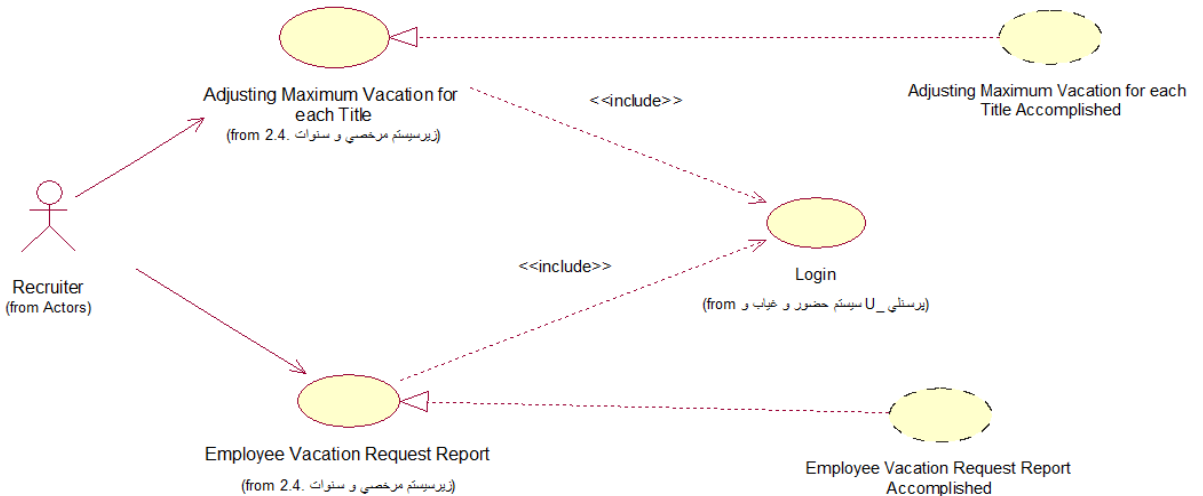 Adjusting Maximum Vacation for
each Title
(from 2.4. زيرسيستم مرخصي و سنوات)
<<include>>
Adjusting Maximum Vacation for each
Title Accomplished
Recruiter
(from Actors)
<<include>>
Login
(from پرسنلي _U سيستم حضور و غياب و)
Employee Vacation Request Report
(from 2.4. زيرسيستم مرخصي و سنوات)
Employee Vacation Request Report
Accomplished